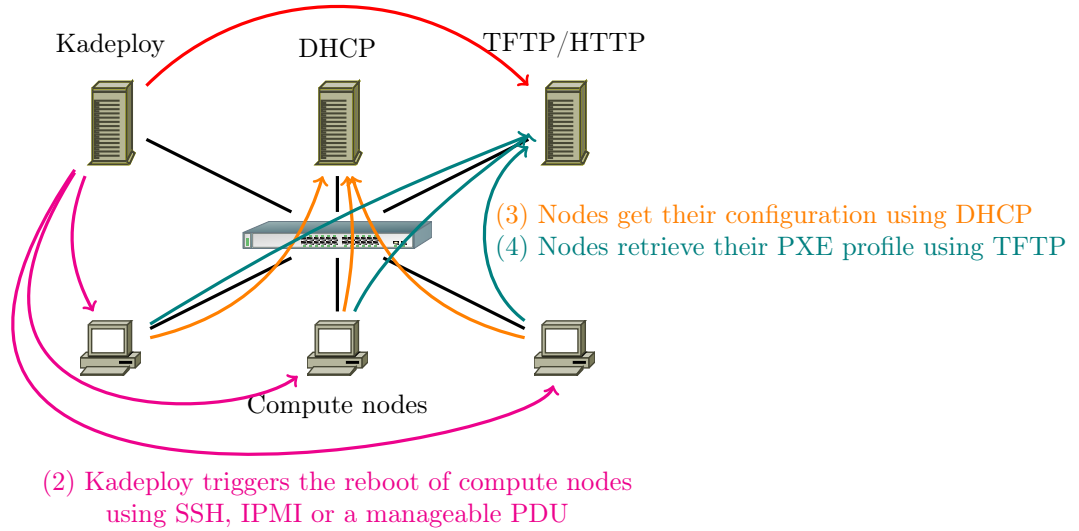 Kadeploy
DHCP
TFTP/HTTP
(3) Nodes get their configuration using DHCP
(4) Nodes retrieve their PXE profile using TFTP
Compute nodes
(2) Kadeploy triggers the reboot of compute nodes
using SSH, IPMI or a manageable PDU